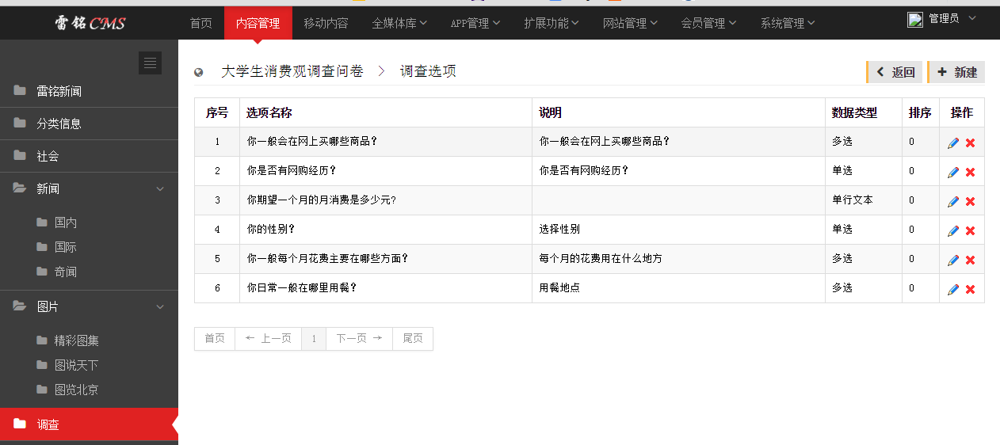 雷铭CMS 首页 内容管理 移动内容 全媒体库 APP管理 扩展功能 网站管理 会员管理 系统管理 管理员
大学生消费观调查问卷 调查选项 返回 新建
雷铭新闻
分类信息
社会
新闻
国内
国际
奇闻
图片
精彩图集
图说天下
图览北京
调查
序号 选项名称 说明 数据类型 排序 操作
1 你一般会在网上买哪些商品？ 你一般会在网上买哪些商品？ 多选 0
2 你是否有网购经历？ 你是否有网购经历？ 单选 0
3 你期望一个月的月消费是多少元? 单行文本 0
4 你的性别？ 选择性别 单选 0
5 你一般每个月花费主要在哪些方面？ 每个月的花费用在什么地方 多选 0
6 你日常一般在哪里用餐？ 用餐地点 多选 0
首页 ← 上一页 1 下一页 → 尾页